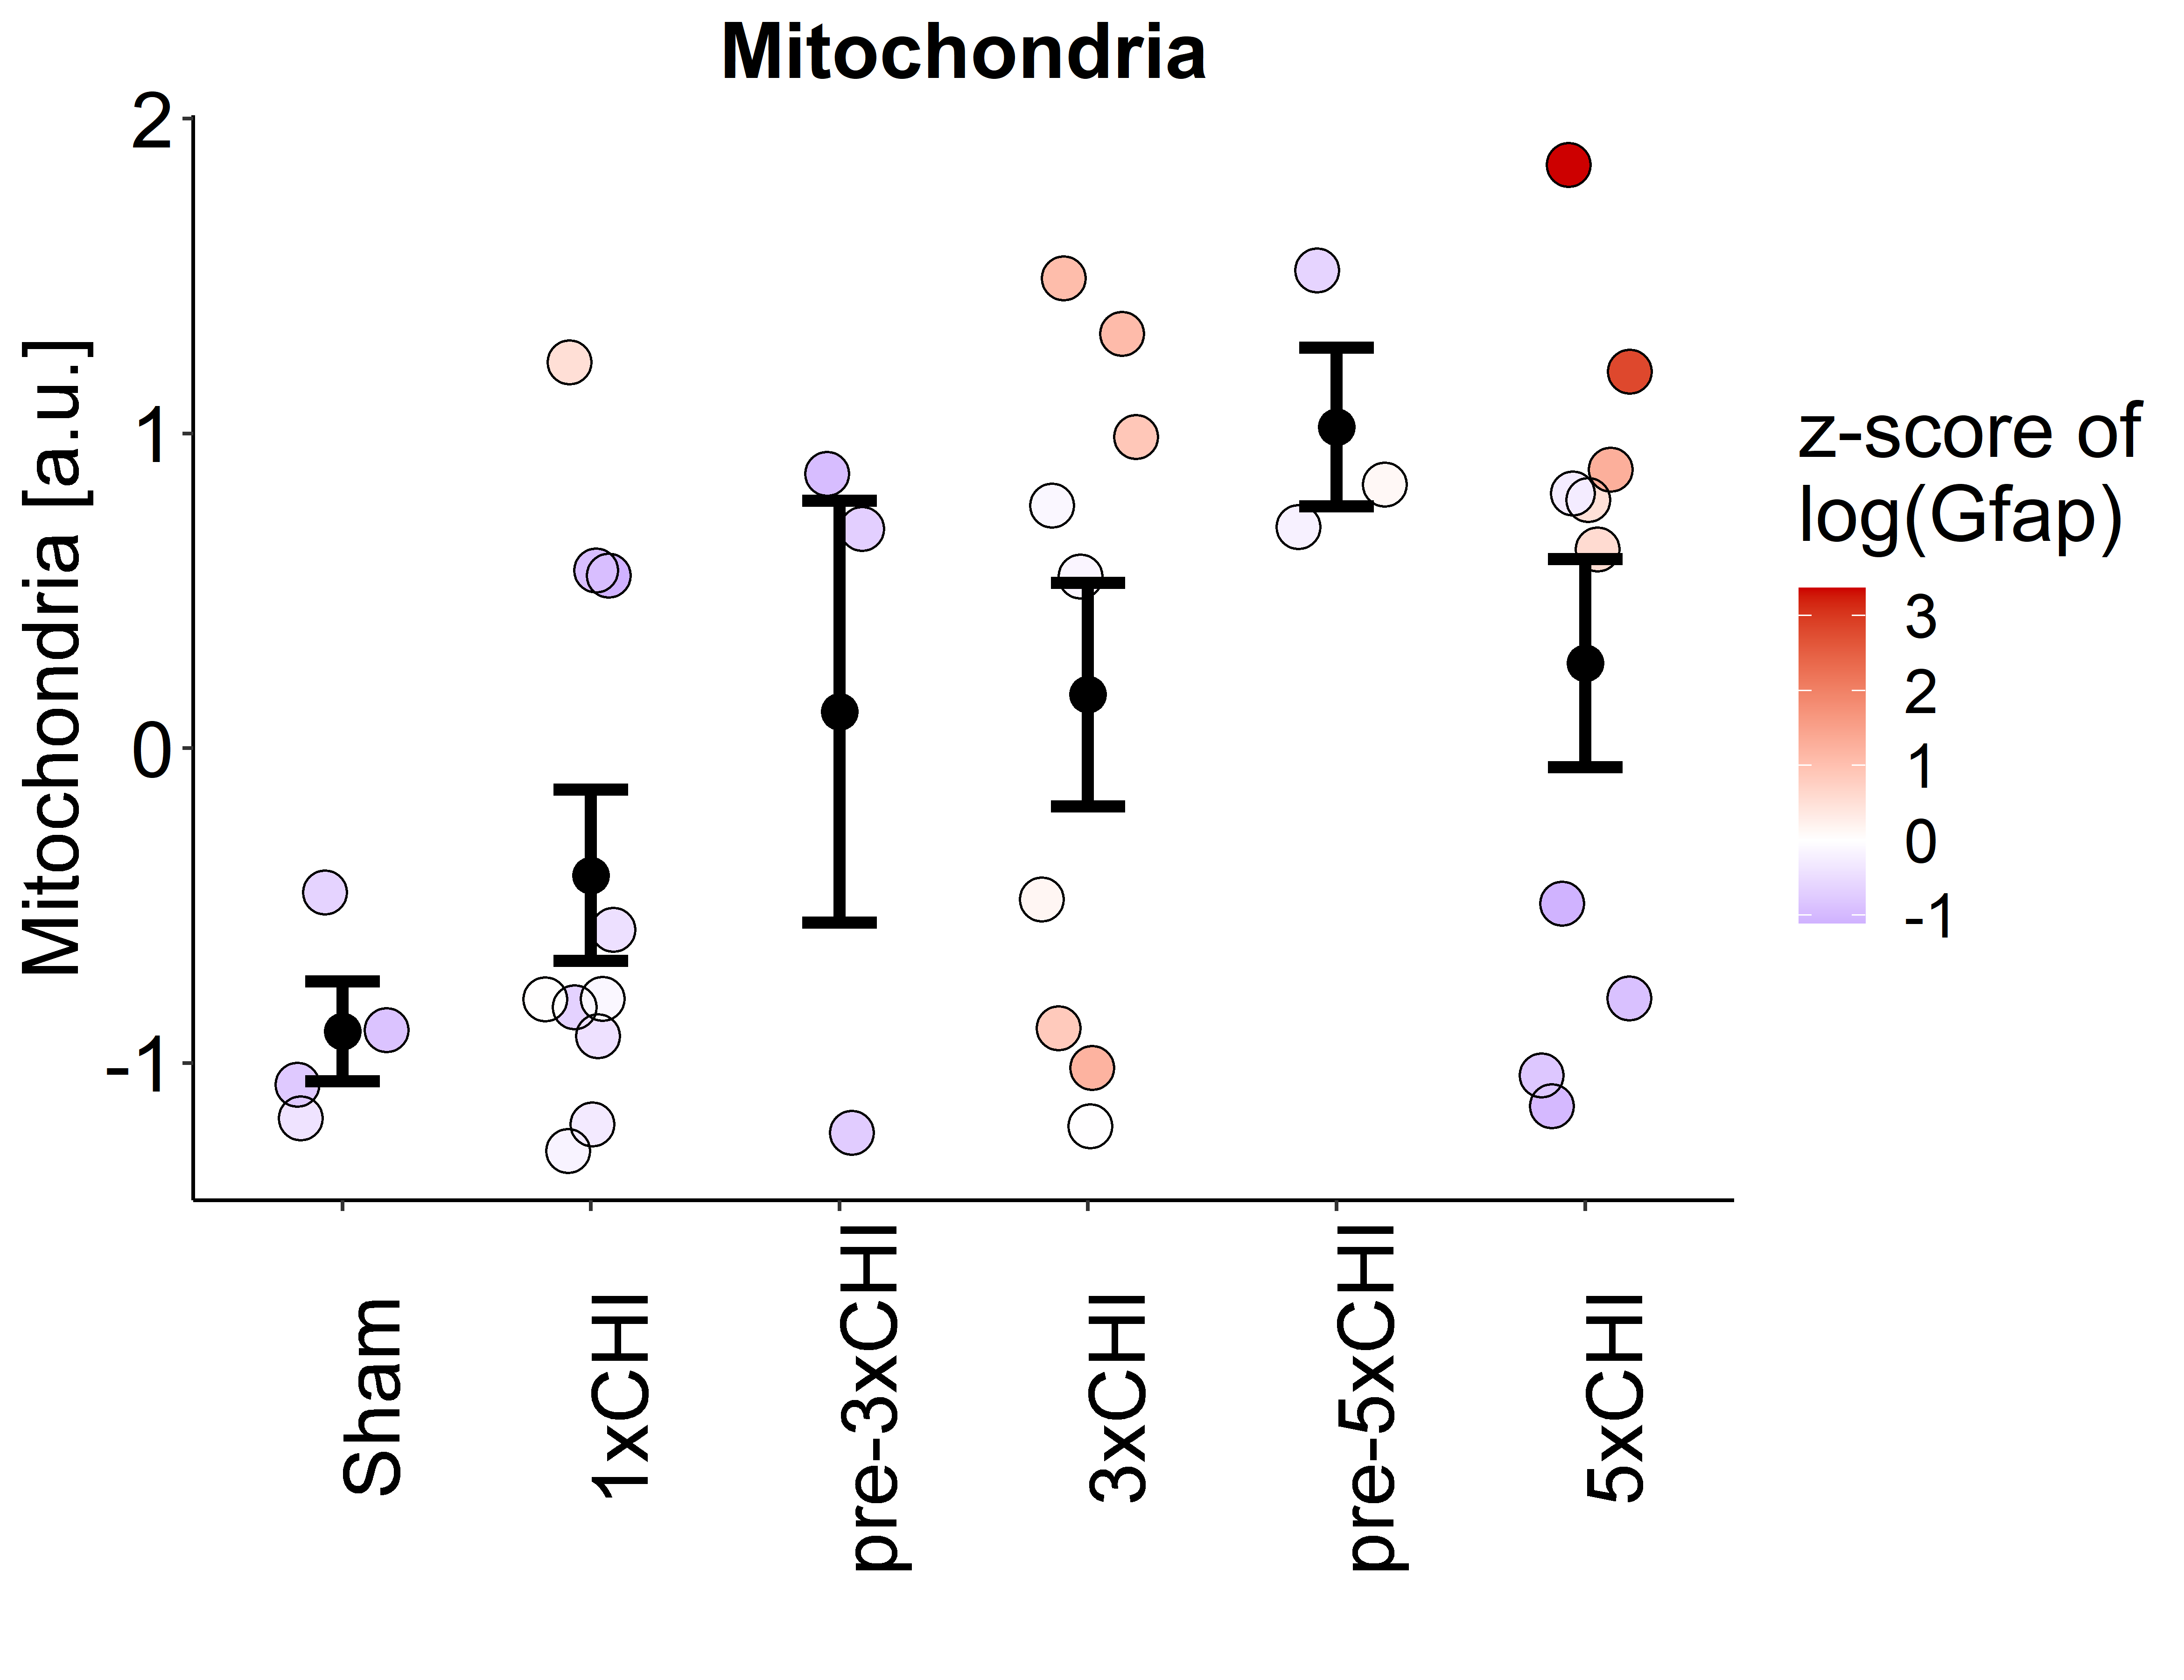 Mitochondria
Mitochondria [a.u.]
2
1
0
-1
Sham
1xCHI
pre-3xCHI
3xCHI
pre-5xCHI
5xCHI
z-score of
log(Gfap)
3
2
1
0
-1